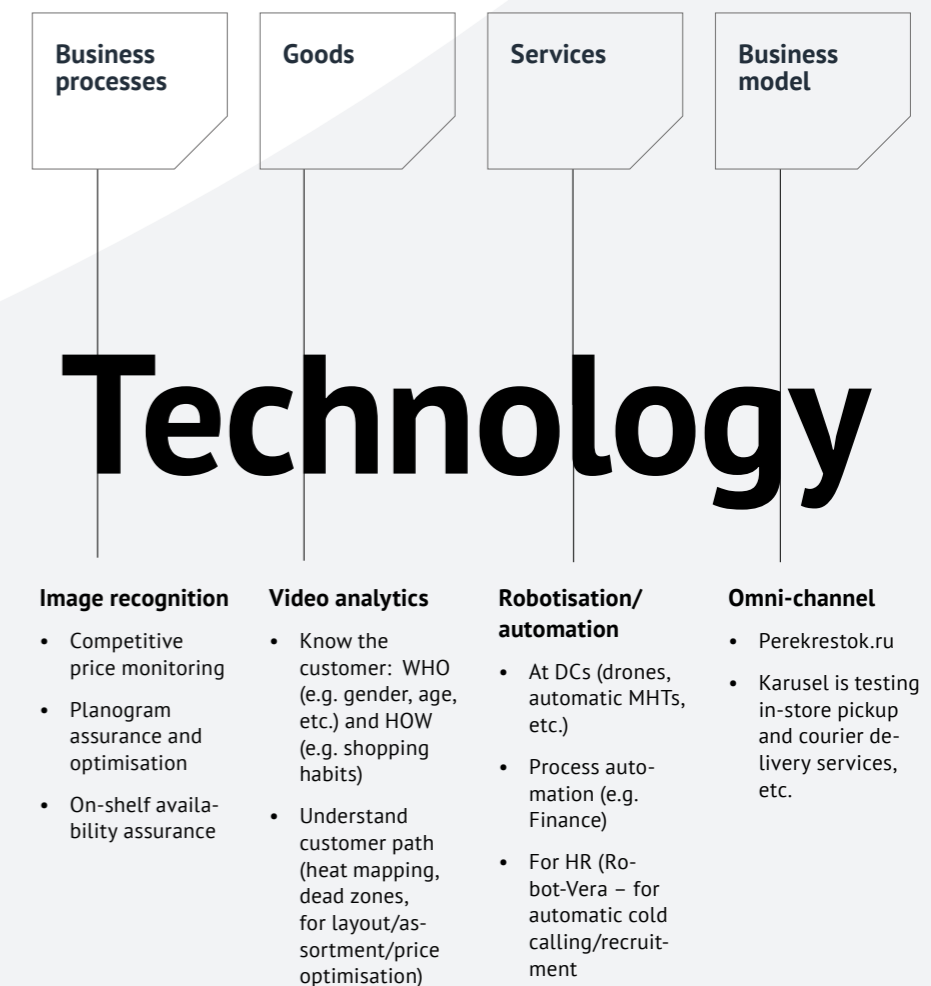 Business
processes
Goods
Services
Business
model
Technology
Image recognition
• Competitive
price monitoring
• Planogram
assurance and
optimisation
• On-shelf availa-
bility assurance
Video analytics
• Know the
customer: WHO
(e.g. gender, age,
etc.) and HOW
(e.g. shopping
habits)
• Understand
customer path
(heat mapping,
dead zones,
for layout/as-
sortment/price
optimisation)
Robotisation/
automation
• At DCs (drones,
automatic MHTs,
etc.)
• Process auto-
mation (e.g.
Finance)
• For HR (Ro-
bot-Vera – for
automatic cold
calling/recruit-
ment
Omni-channel
• Perekrestok.ru
• Karusel is testing
in-store pickup
and courier de-
livery services,
etc.